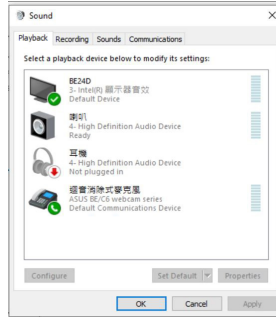 Sound
Playback Recording Sounds Communications
Select a playback device below to modify its settings:
BE24D
3- Intel(R) 顯示器音效
Default Device
喇叭
4- High Definition Audio Device
Ready
耳機
4- High Definition Audio Device
Not plugged in
迴音消除式麥克風
ASUS BE/C6 webcam series
Default Communications Device
Configure Set Default Properties
OK Cancel Apply